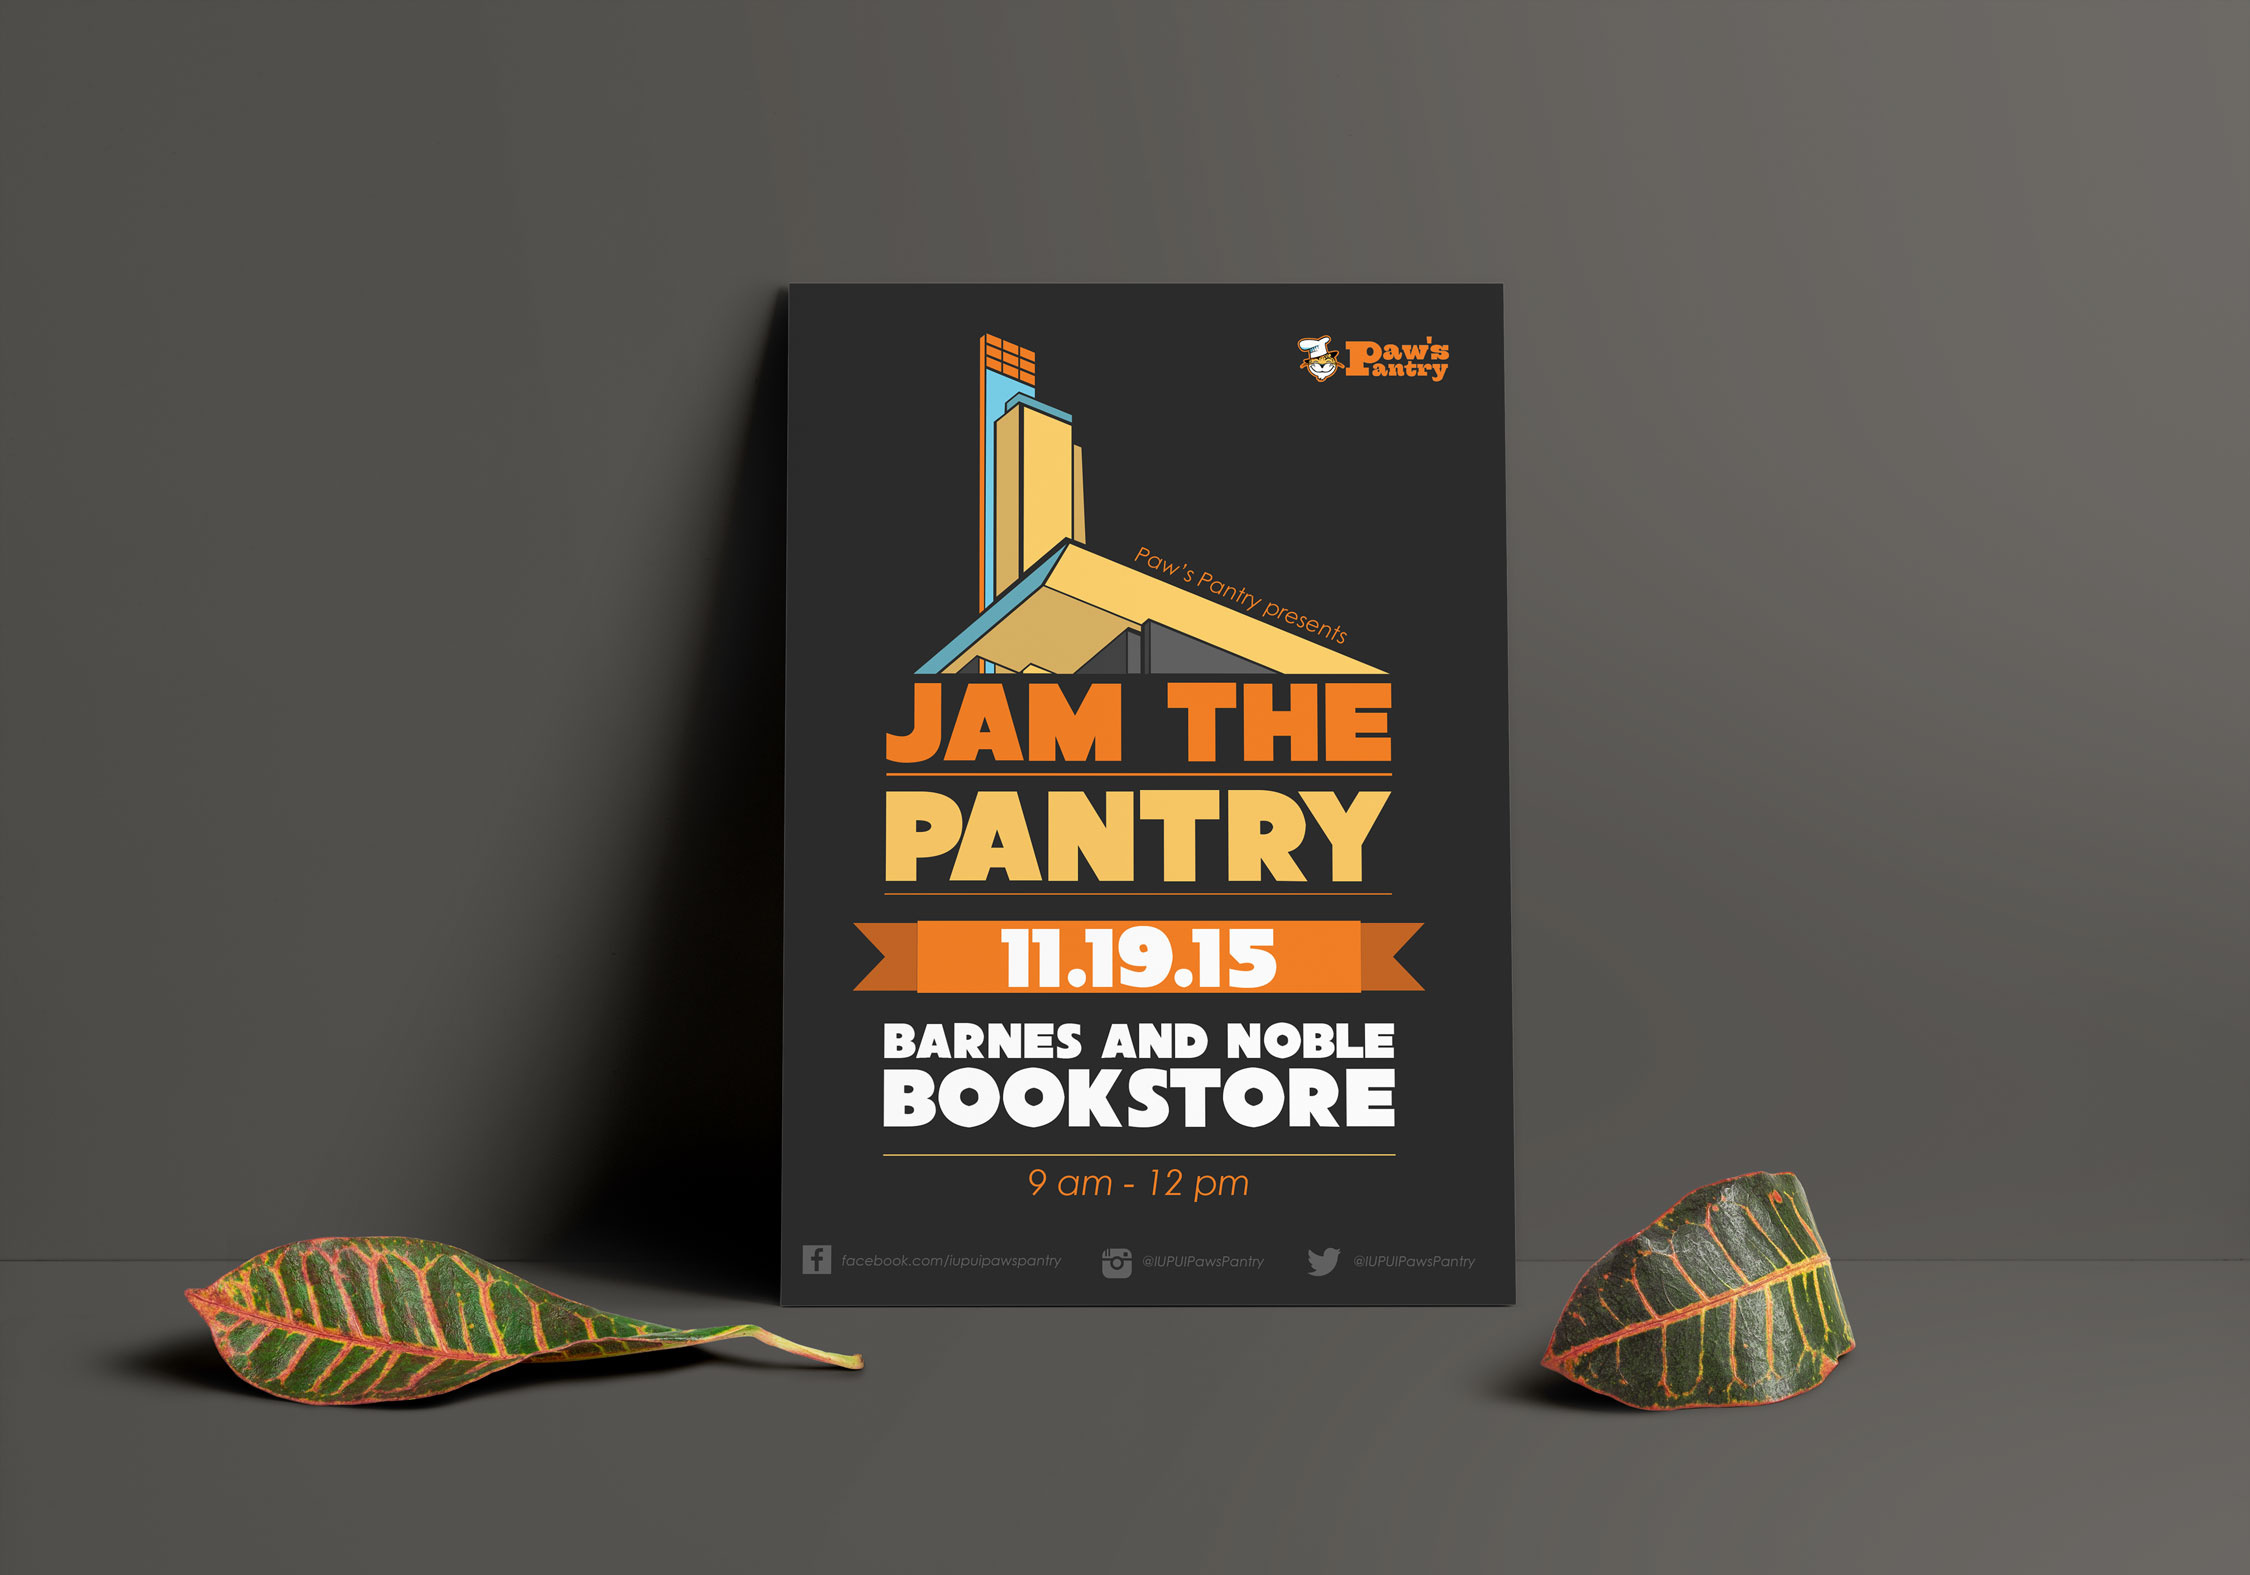 Paw's
Pantry
Paw's Pantry presents
JAM THE
PANTRY
11.19.15
BARNES AND NOBLE
BOOKSTORE
9 am - 12 pm
facebook.com/iupuipawspantry
@IUPUIPawsPantry
@IUPUIPawsPantry